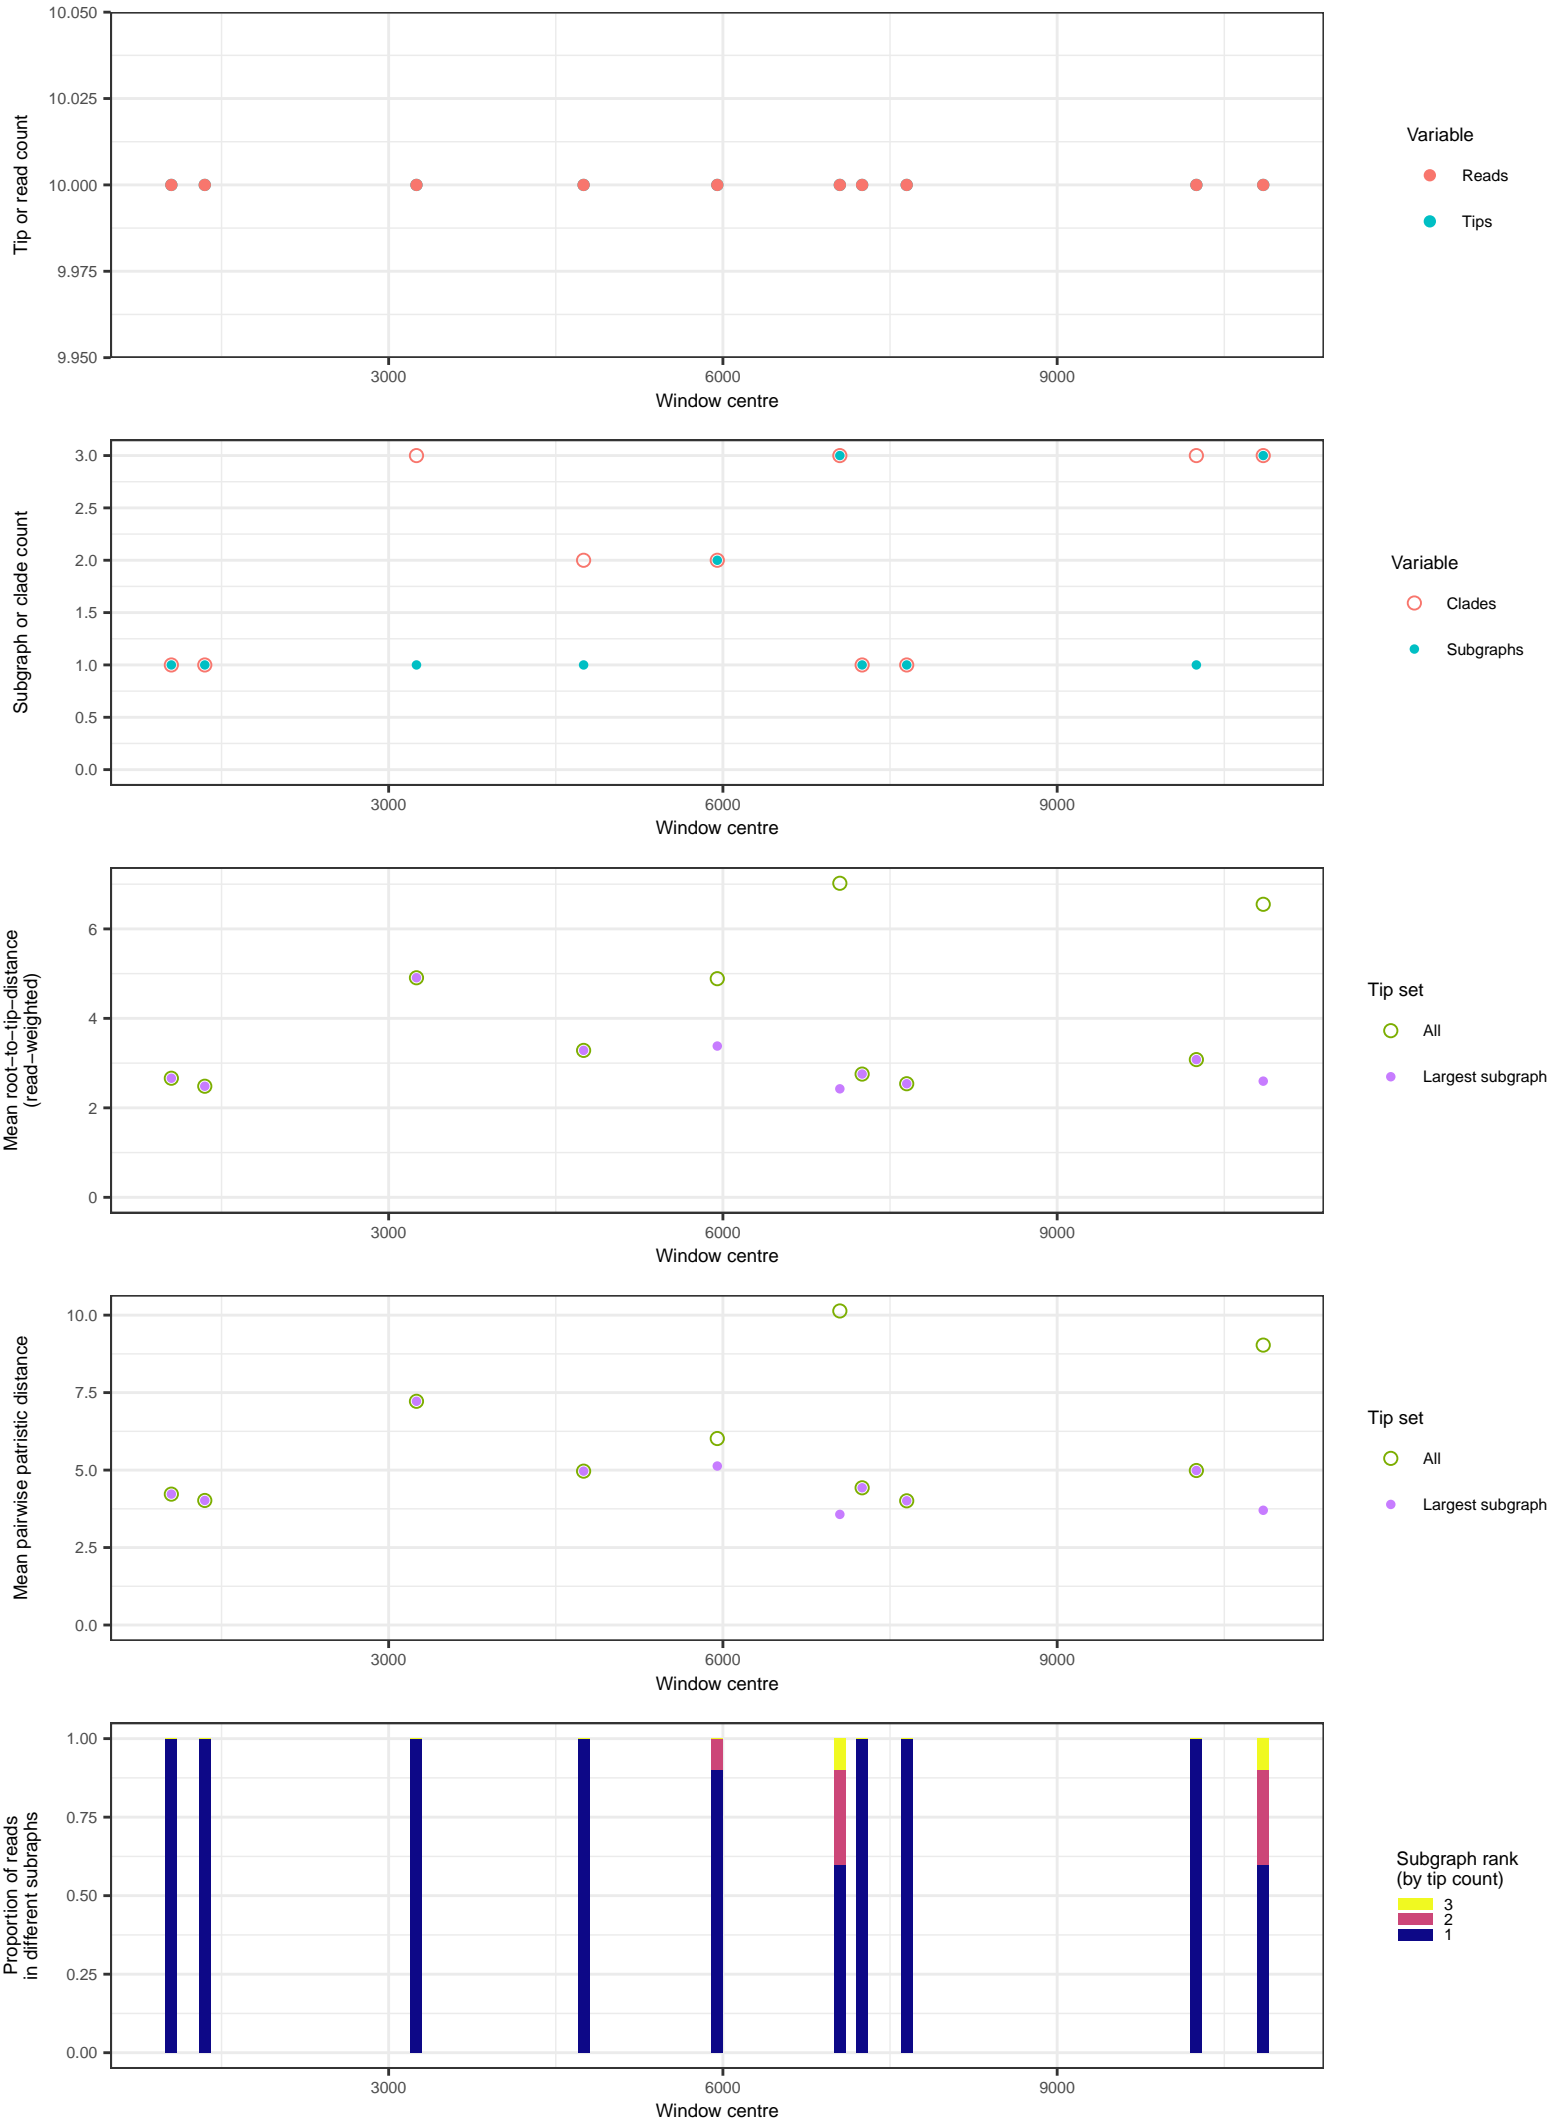 10.050
10.025
10.000
9.975
9.950
Tip or read count
3000 6000 9000
Window centre
Variable
Reads
Tips
3.0
2.5
2.0
1.5
1.0
0.5
0.0
Subgraph or clade count
3000 6000 9000
Window centre
Variable
Clades
Subgraphs
6
4
2
0
Mean root−to−tip−distance
(read−weighted)
3000 6000 9000
Window centre
Tip set
All
Largest subgraph
10.0
7.5
5.0
2.5
0.0
Mean pairwise patristic distance
3000 6000 9000
Window centre
Tip set
All
Largest subgraph
1.00
0.75
0.50
0.25
0.00
Proportion of reads
in different subraphs
3000 6000 9000
Window centre
Subgraph rank
(by tip count)
3
2
1